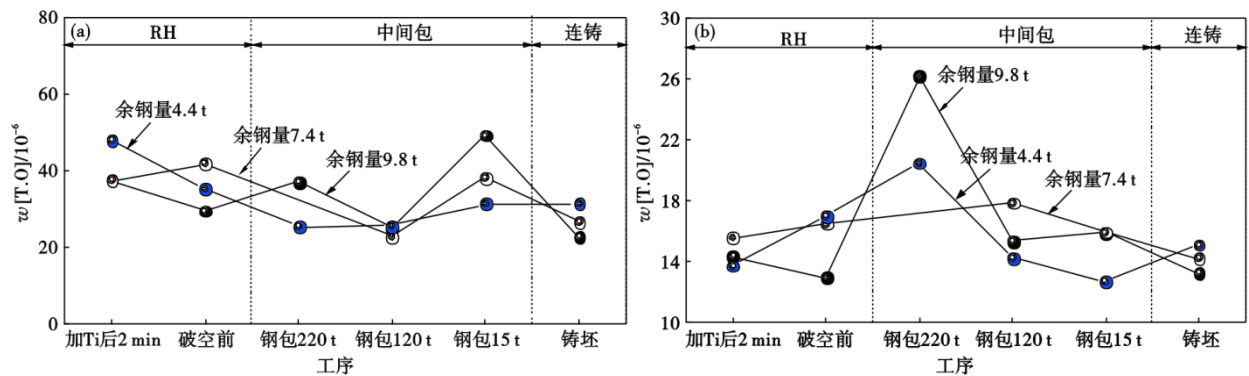 (a)
RH
中间包
连铸
80
60
40
20
0
w[T.O]/10⁻⁶
余钢量4.4 t
余钢量7.4 t
余钢量9.8 t
加Ti后2 min
破空前
钢包220 t
钢包120 t
钢包15 t
铸坯
工序
(b)
RH
中间包
连铸
30
26
22
18
14
10
w[T.O]/10⁻⁶
余钢量9.8 t
余钢量4.4 t
余钢量7.4 t
加Ti后2 min
破空前
钢包220 t
钢包120 t
钢包15 t
铸坯
工序